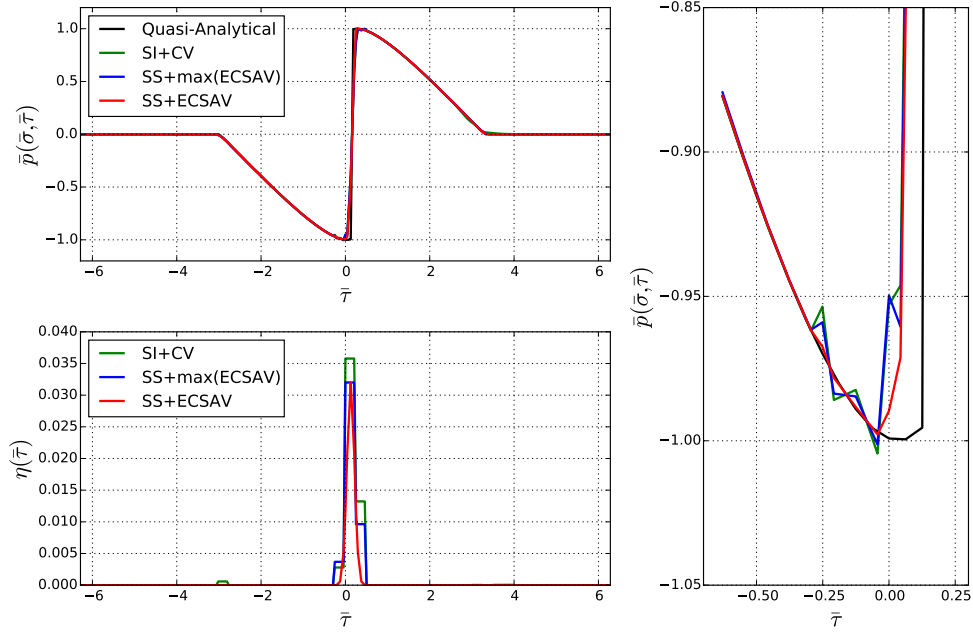 1.0
0.5
0.0
−0.5
−1.0
p̄(σ̄,τ̄)
Quasi-Analytical
SI+CV
SS+max(ECSAV)
SS+ECSAV
−6 −4 −2 0 2 4 6
τ̄
0.040
0.035
0.030
0.025
0.020
0.015
0.010
0.005
0.000
η(τ̄)
SI+CV
SS+max(ECSAV)
SS+ECSAV
−6 −4 −2 0 2 4 6
τ̄
−0.85
−0.90
−0.95
−1.00
−1.05
p̄(σ̄,τ̄)
−0.50 −0.25 0.00 0.25
τ̄